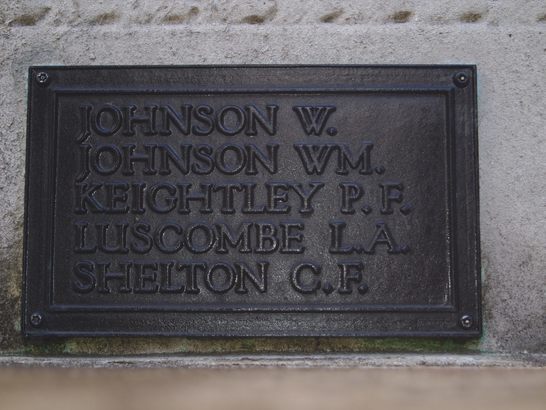 JOHNSON W.
JOHNSON WM.
KEIGHTLEY P.F.
LUSCOMBE L.A.
SHELTON C.F.